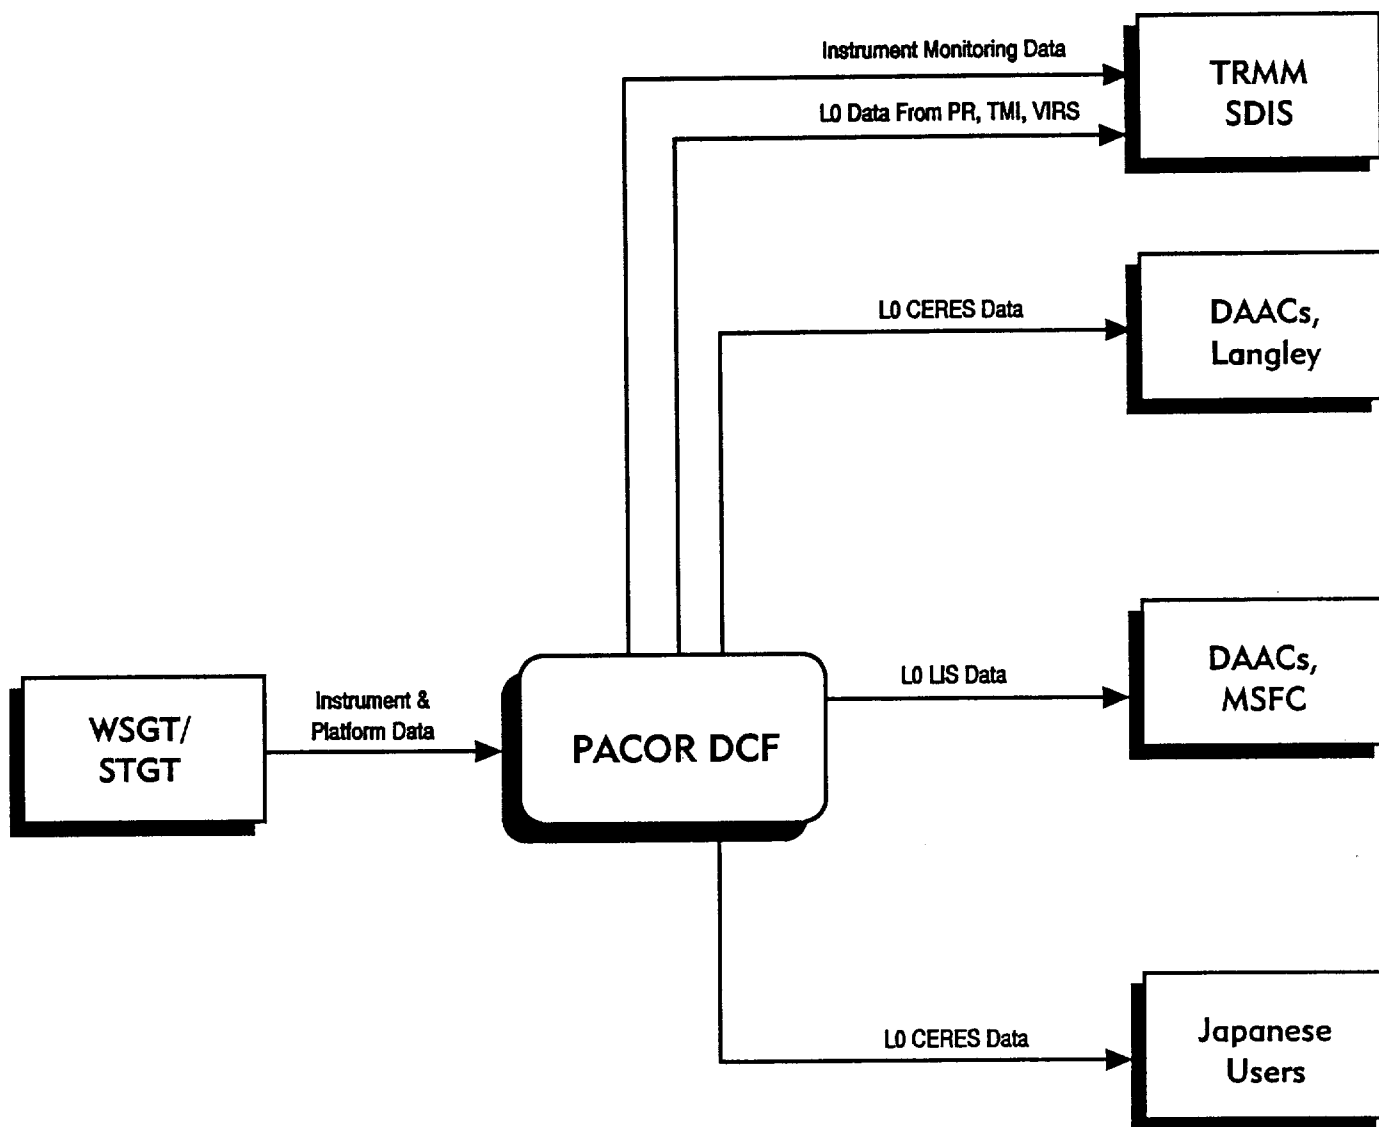 Instrument Monitoring Data
TRMM
SDIS
L0 Data From PR, TMI, VIRS
L0 CERES Data
DAACs,
Langley
L0 LIS Data
DAACs,
MSFC
WSGT/
STGT
Instrument &
Platform Data
PACOR DCF
L0 CERES Data
Japanese
Users